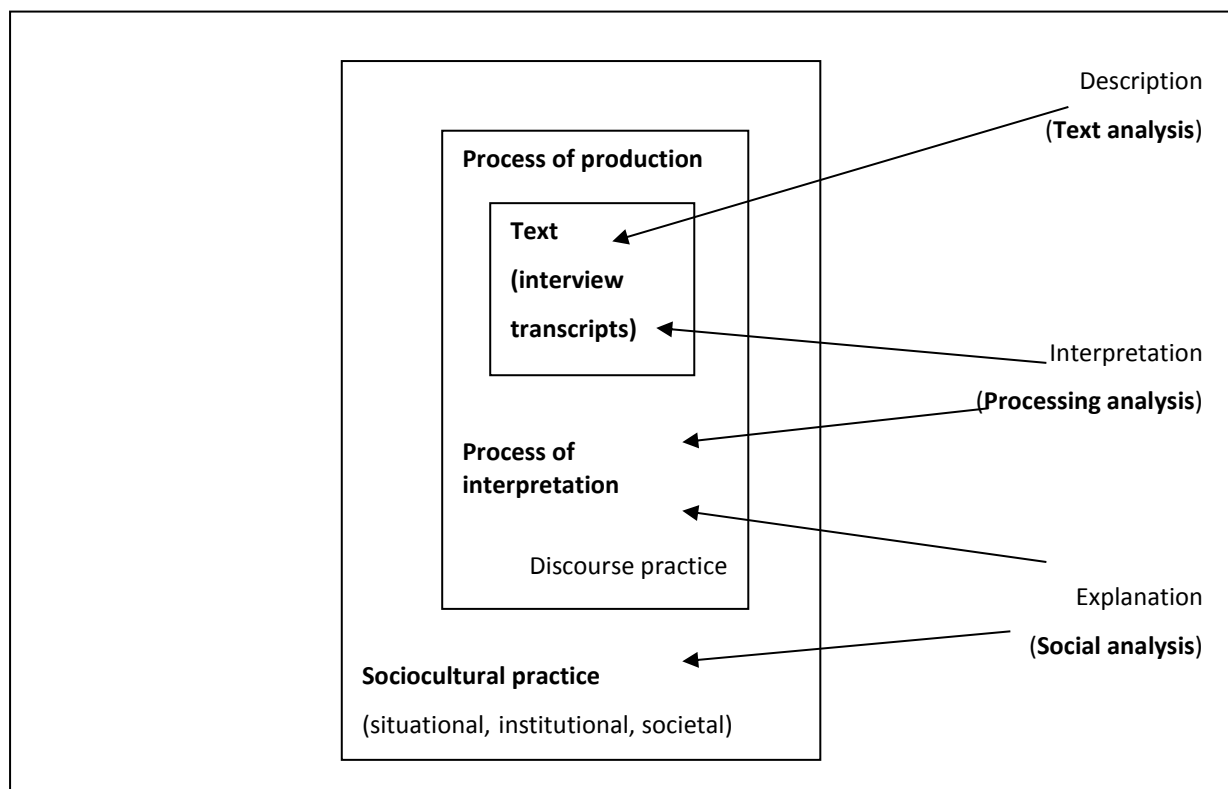 Description
(Text analysis)
Process of production
Text
(interview
transcripts)
Interpretation
(Processing analysis)
Process of
interpretation
Discourse practice
Explanation
(Social analysis)
Sociocultural practice
(situational, institutional, societal)